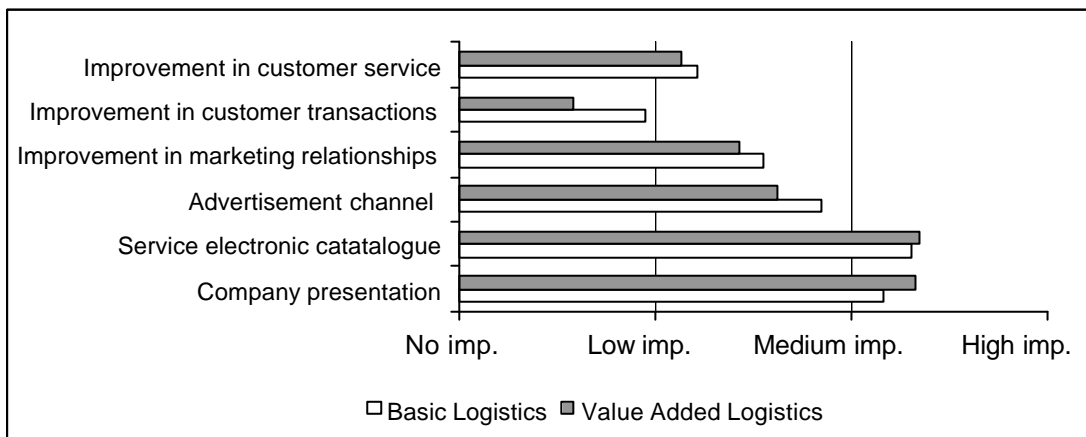 Improvement in customer service
Improvement in customer transactions
Improvement in marketing relationships
Advertisement channel
Service electronic catatalogue
Company presentation
No imp. Low imp. Medium imp. High imp.
Basic Logistics Value Added Logistics